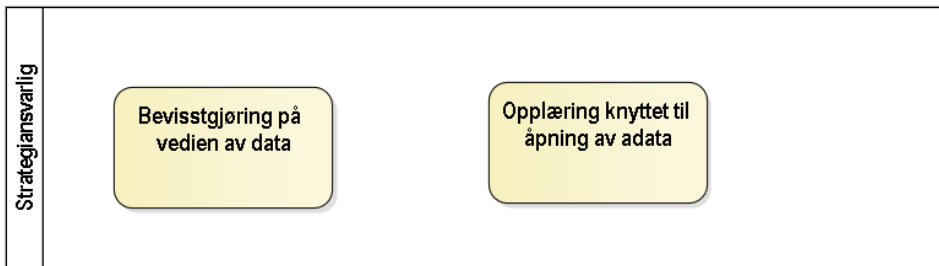 Strategiansvarlig
Bevisstgjøring på
vedien av data
Opplæring knyttet til
åpning av adata